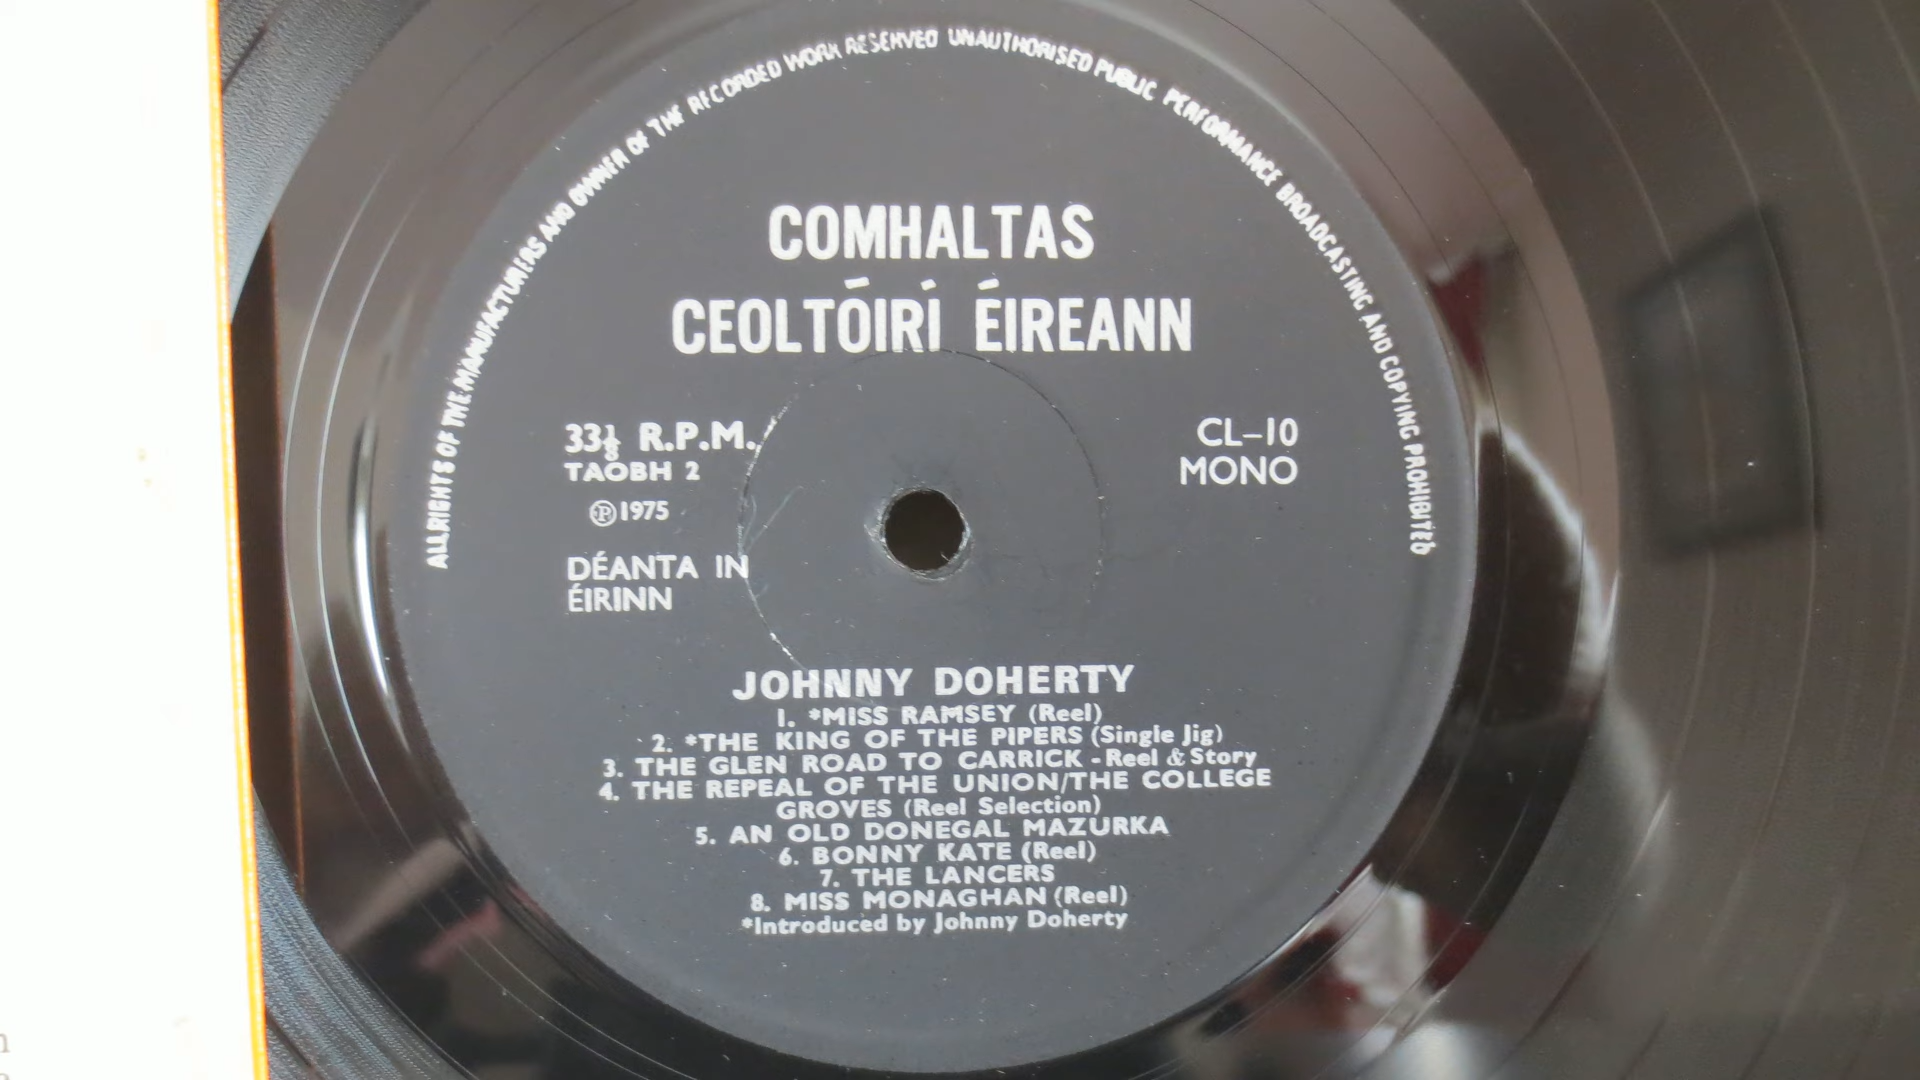 ALL RIGHTS OF THE MANUFACTURERS AND OWNER OF THE RECORDED WORK RESERVED UNAUTHORISED PUBLIC PERFORMANCE BROADCASTING AND COPYING PROHIBITED
COMHALTAS
CEOLTÓIRÍ ÉIREANN
33⅓ R.P.M.
TAOBH 2
℗ 1975
DÉANTA IN
ÉIRINN
CL–10
MONO
JOHNNY DOHERTY
1. *MISS RAMSEY (Reel)
2. *THE KING OF THE PIPERS (Single Jig)
3. THE GLEN ROAD TO CARRICK - Reel & Story
4. THE REPEAL OF THE UNION/THE COLLEGE
GROVES (Reel Selection)
5. AN OLD DONEGAL MAZURKA
6. BONNY KATE (Reel)
7. THE LANCERS
8. MISS MONAGHAN (Reel)
*Introduced by Johnny Doherty